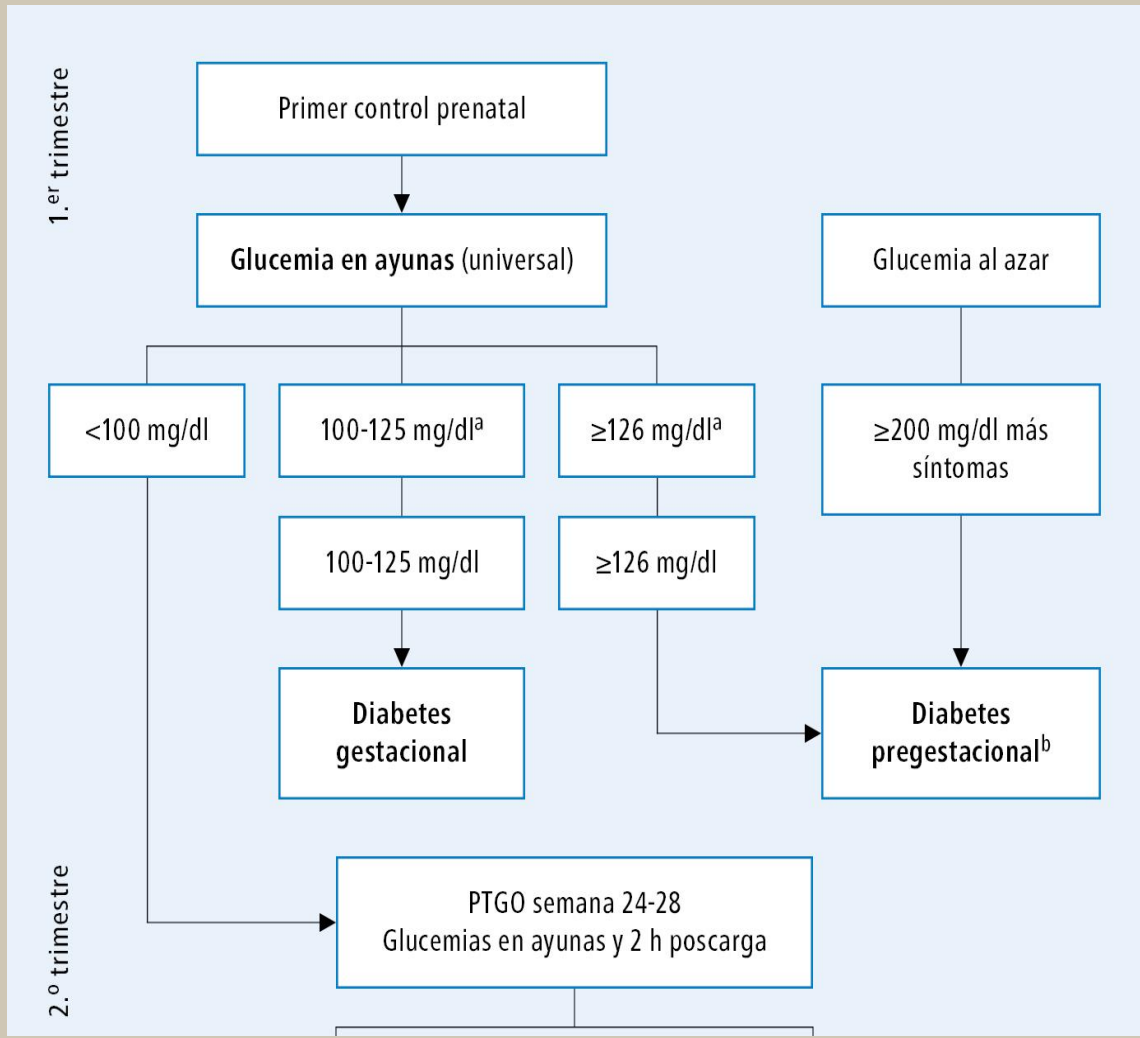 1.er trimestre
Primer control prenatal
Glucemia en ayunas (universal)
Glucemia al azar
<100 mg/dl
100-125 mg/dla
≥126 mg/dla
≥200 mg/dl más
síntomas
100-125 mg/dl
≥126 mg/dl
Diabetes
gestacional
Diabetes
pregestacionalb
2.o trimestre
PTGO semana 24-28
Glucemias en ayunas y 2 h poscarga